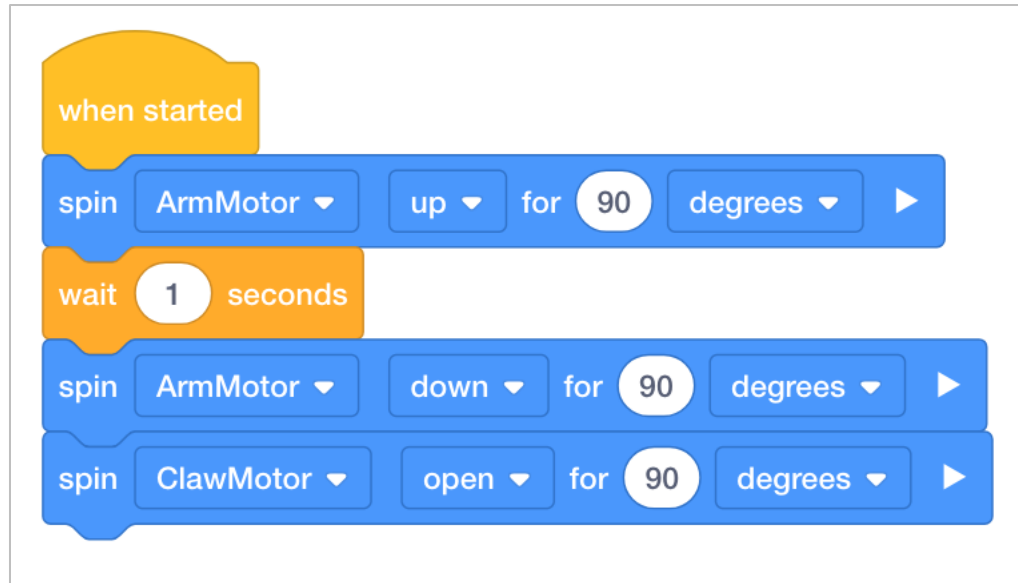 when started
spin ArmMotor up for 90 degrees
wait 1 seconds
spin ArmMotor down for 90 degrees
spin ClawMotor open for 90 degrees